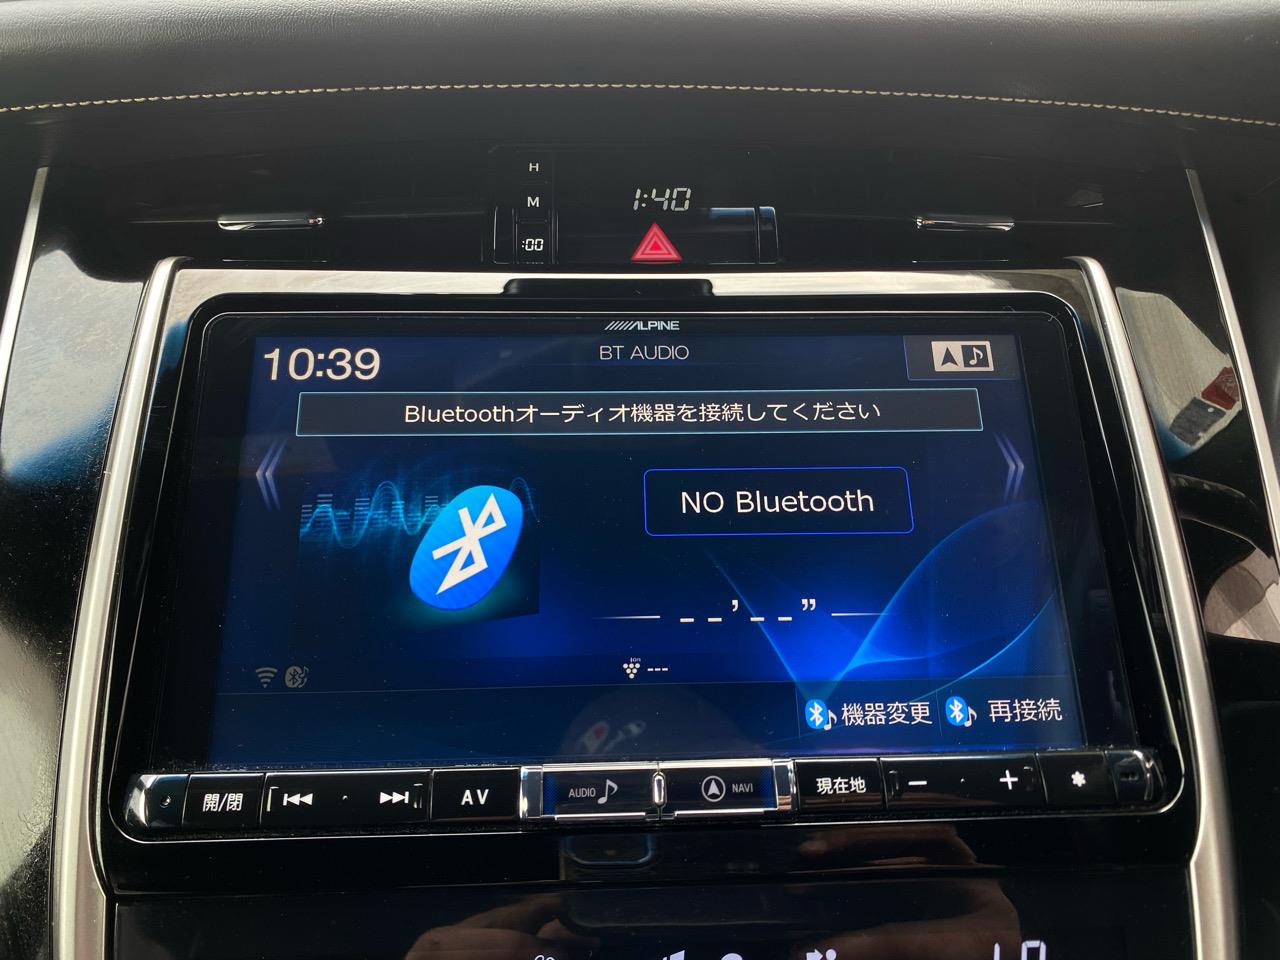 H
1:40
M
:00
ALPINE
10:39
BT AUDIO
Bluetoothオーディオ機器を接続してください
NO Bluetooth
_ _ ’ _ _ ”
ion
---
機器変更
再接続
開/閉
AV
AUDIO
NAVI
現在地
− · +
*